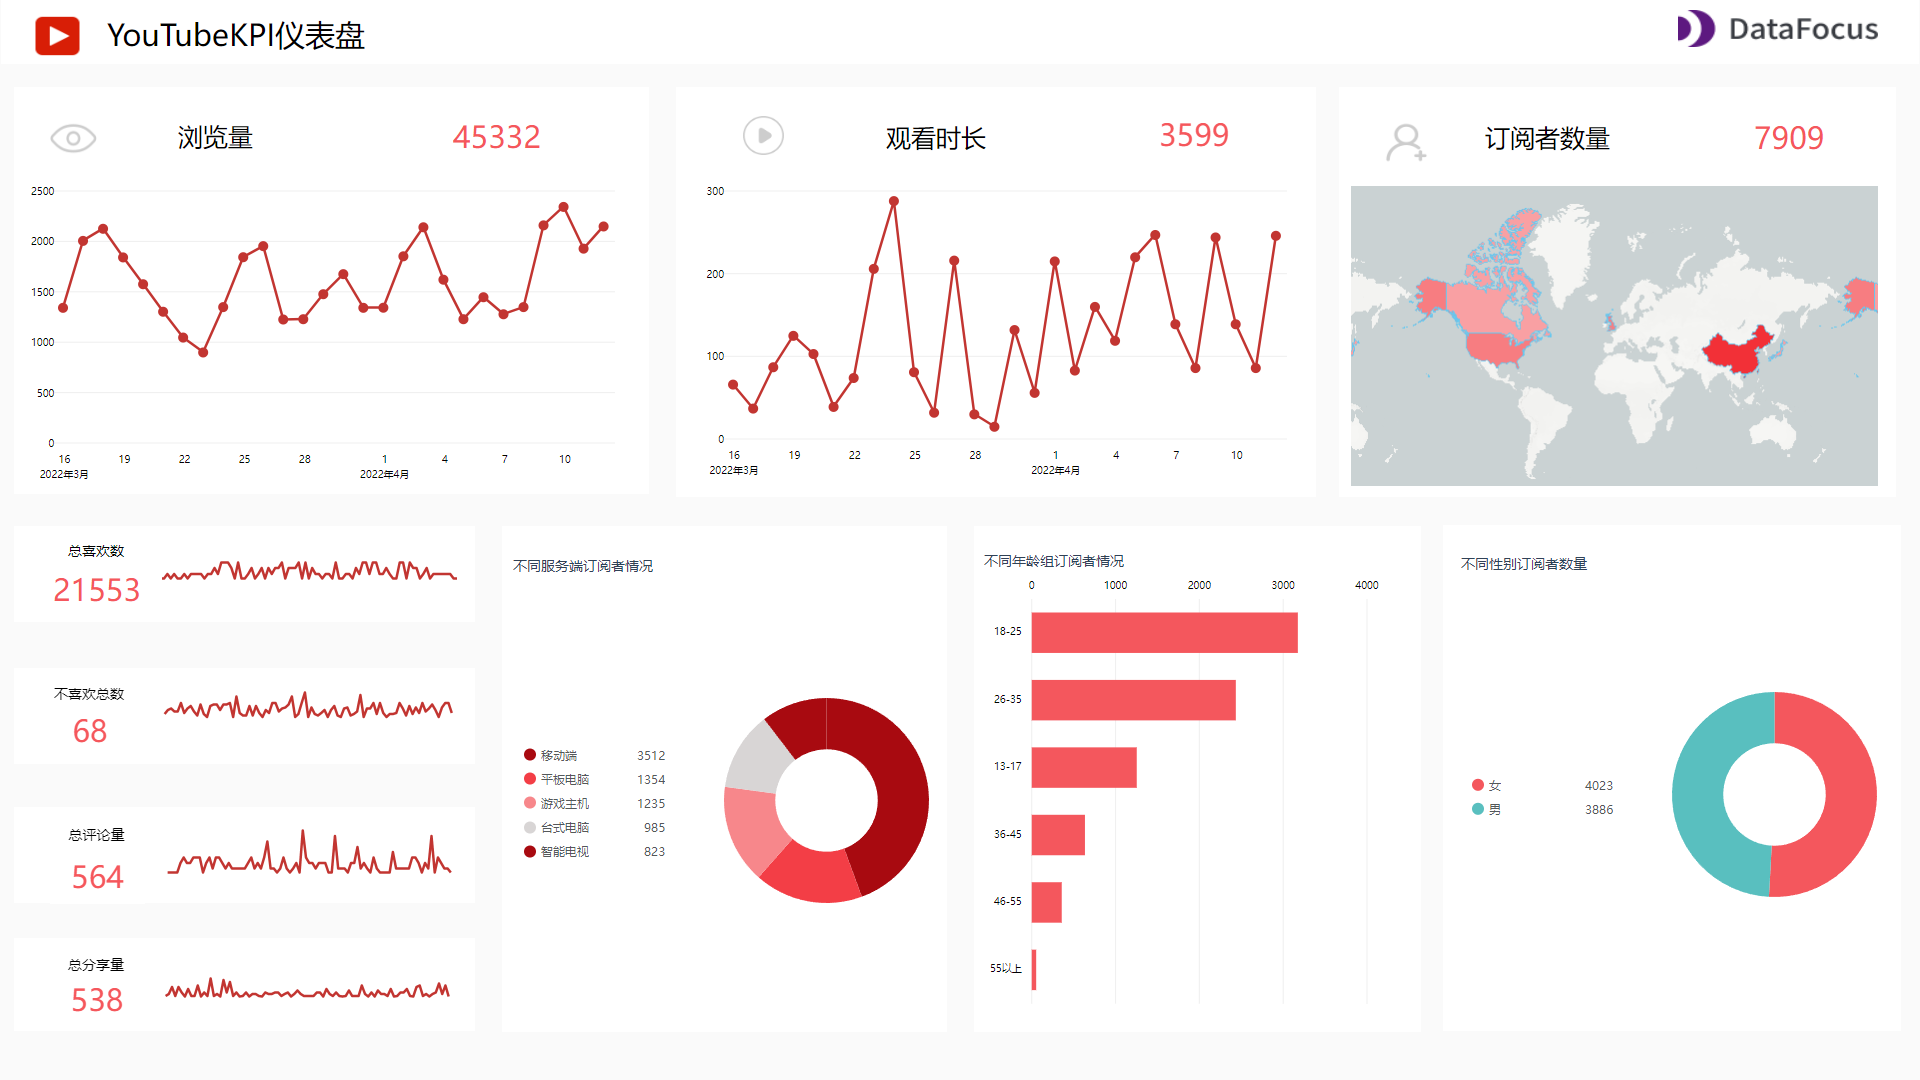 YouTubeKPI仪表盘
DataFocus
浏览量 45332
2500
2000
1500
1000
500
0
16 19 22 25 28 1 4 7 10
2022年3月 2022年4月
观看时长 3599
300
200
100
0
16 19 22 25 28 1 4 7 10
2022年3月 2022年4月
订阅者数量 7909
总喜欢数
21553
不喜欢总数
68
总评论量
564
总分享量
538
不同服务端订阅者情况
移动端 3512
平板电脑 1354
游戏主机 1235
台式电脑 985
智能电视 823
不同年龄组订阅者情况
0 1000 2000 3000 4000
18-25
26-35
13-17
36-45
46-55
55以上
不同性别订阅者数量
女 4023
男 3886